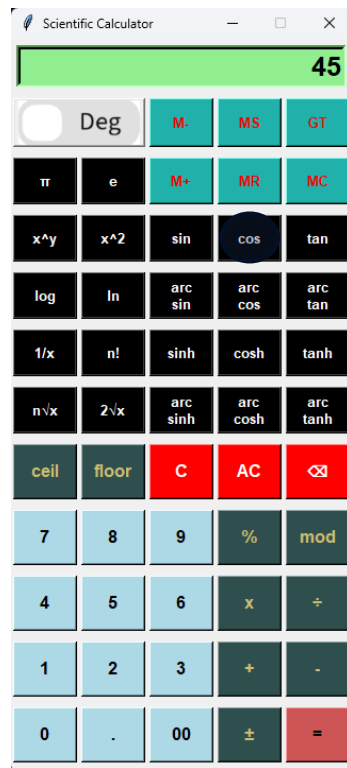 Scientific Calculator
45
Deg M- MS GT
π e M+ MR MC
x^y x^2 sin cos tan
log ln arc sin arc cos arc tan
1/x n! sinh cosh tanh
n√x 2√x arc sinh arc cosh arc tanh
ceil floor C AC ⌫
7 8 9 % mod
4 5 6 x ÷
1 2 3 + -
0 . 00 ± =